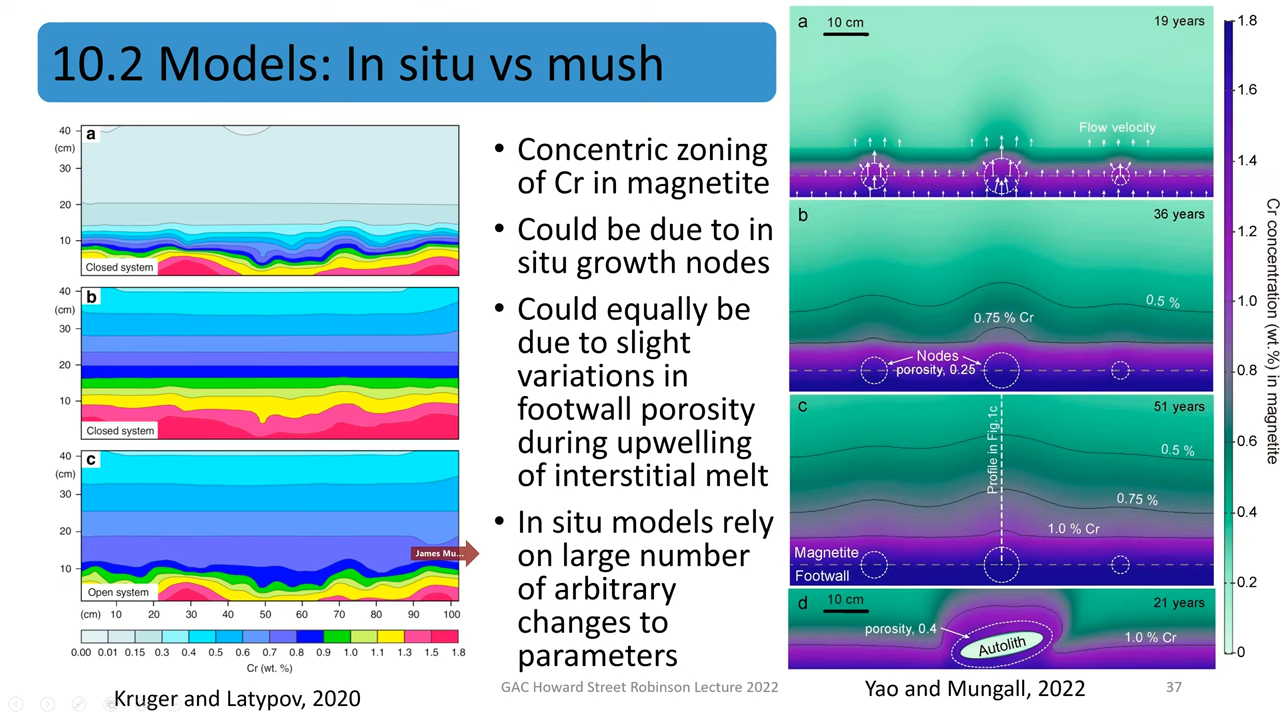 10.2 Models: In situ vs mush
a
40
(cm)
30
20
10
Closed system
b
40
(cm)
30
20
10
Closed system
c
40
(cm)
30
20
10
James Mu...
Open system
(cm) 10 20 30 40 50 60 70 80 90 100
0.00 0.01 0.15 0.3 0.4 0.5 0.6 0.7 0.8 0.9 1.0 1.1 1.3 1.5 1.8
Cr (wt. %)
Kruger and Latypov, 2020
• Concentric zoning
of Cr in magnetite
• Could be due to in
situ growth nodes
• Could equally be
due to slight
variations in
footwall porosity
during upwelling
of interstitial melt
• In situ models rely
on large number
of arbitrary
changes to
parameters
GAC Howard Street Robinson Lecture 2022
a 10 cm 19 years
Flow velocity
b 36 years
0.5 %
0.75 % Cr
Nodes
porosity, 0.25
c 51 years
Profile in Fig.1c
0.5 %
0.75 %
1.0 % Cr
Magnetite
Footwall
d 10 cm 21 years
porosity, 0.4
1.0 % Cr
Autolith
1.8
1.6
1.4
1.2
1.0
0.8
0.6
0.4
0.2
0
Cr concentration (wt.%) in magnetite
Yao and Mungall, 2022
37